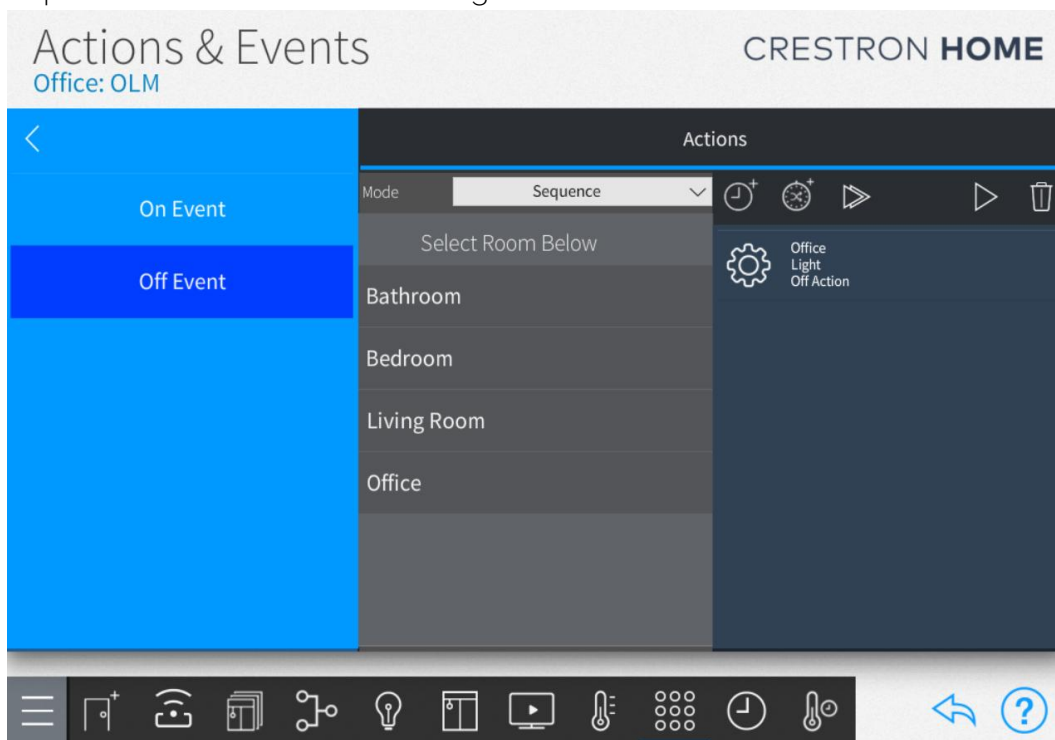 Actions & Events
CRESTRON HOME
Office: OLM
Actions
On Event
Off Event
Mode
Sequence
Select Room Below
Bathroom
Bedroom
Living Room
Office
Office
Light
Off Action
?